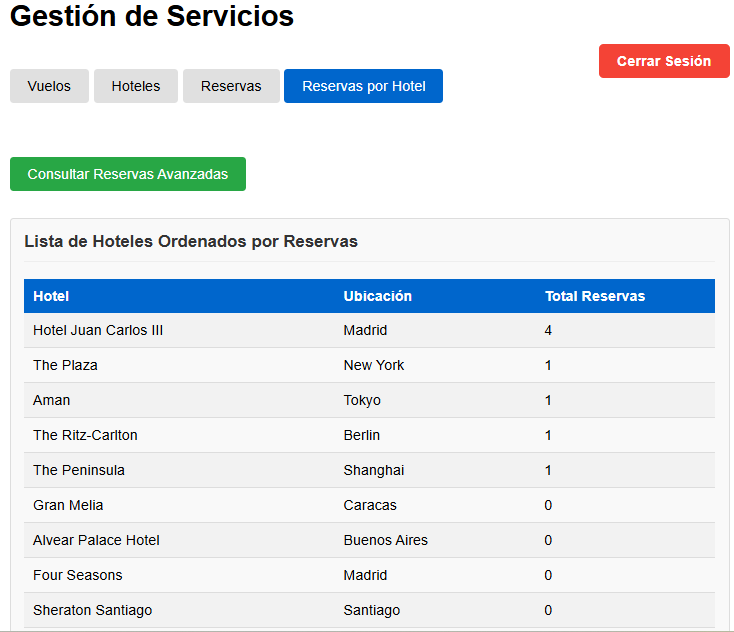 Gestión de Servicios
Cerrar Sesión
Vuelos Hoteles Reservas Reservas por Hotel
Consultar Reservas Avanzadas
Lista de Hoteles Ordenados por Reservas
Hotel Ubicación Total Reservas
Hotel Juan Carlos III Madrid 4
The Plaza New York 1
Aman Tokyo 1
The Ritz-Carlton Berlin 1
The Peninsula Shanghai 1
Gran Melia Caracas 0
Alvear Palace Hotel Buenos Aires 0
Four Seasons Madrid 0
Sheraton Santiago Santiago 0